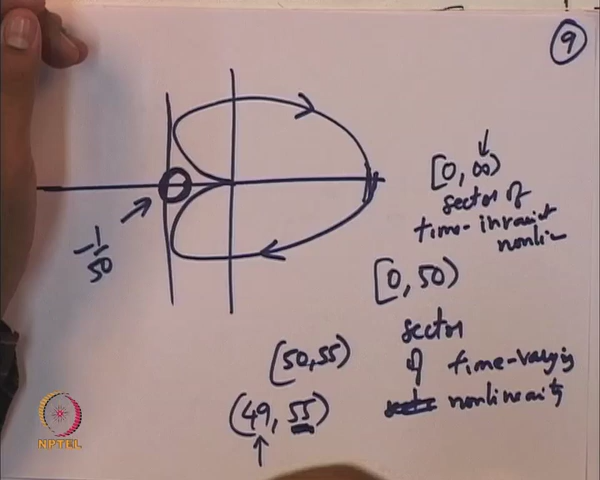 9
[0, ∞)
sector of
time-invariant
nonlin
-1/50
[0, 50)
sector
of time-varying
nonlinearity
[50, 55)
(49, 55)
NPTEL